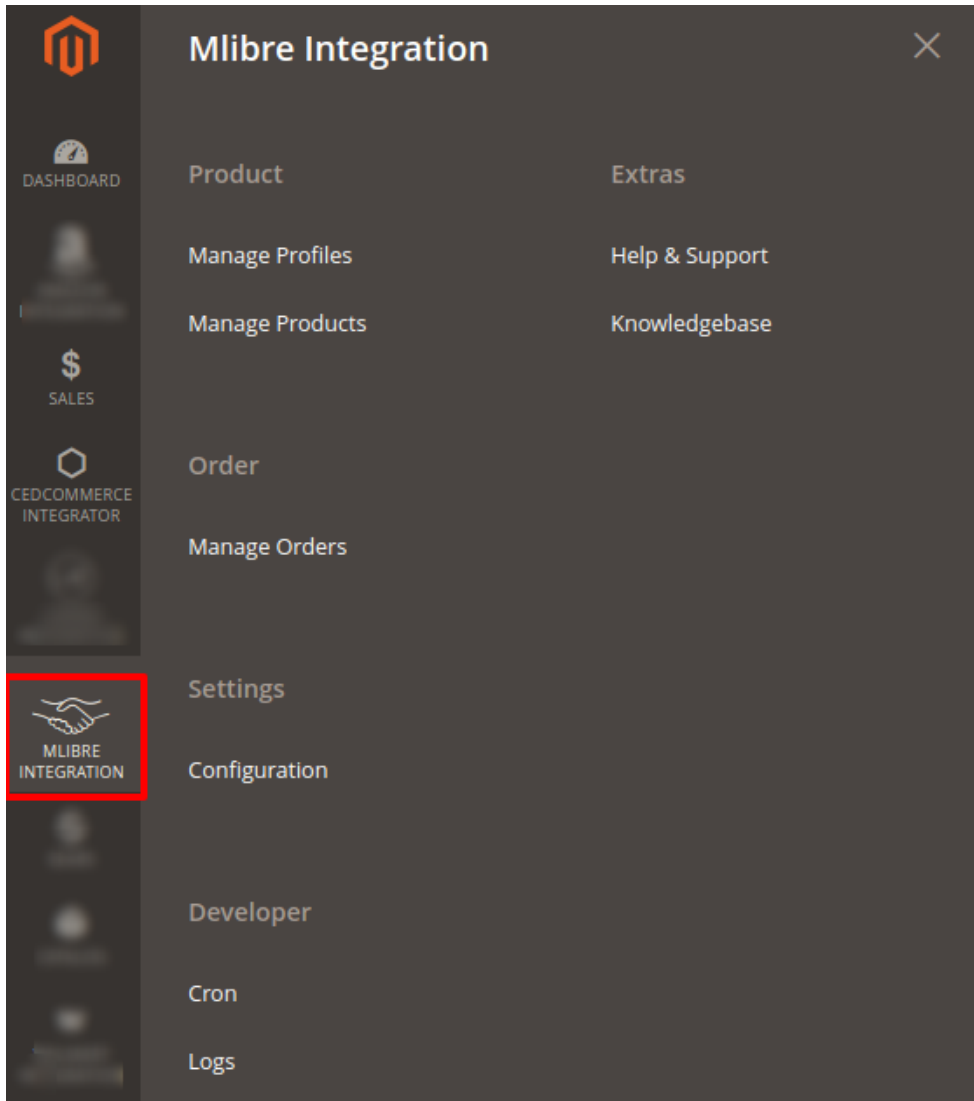 Mlibre Integration
DASHBOARD
SALES
CEDCOMMERCE
INTEGRATOR
MLIBRE
INTEGRATION
Product
Manage Profiles
Manage Products
Order
Manage Orders
Settings
Configuration
Developer
Cron
Logs
Extras
Help & Support
Knowledgebase